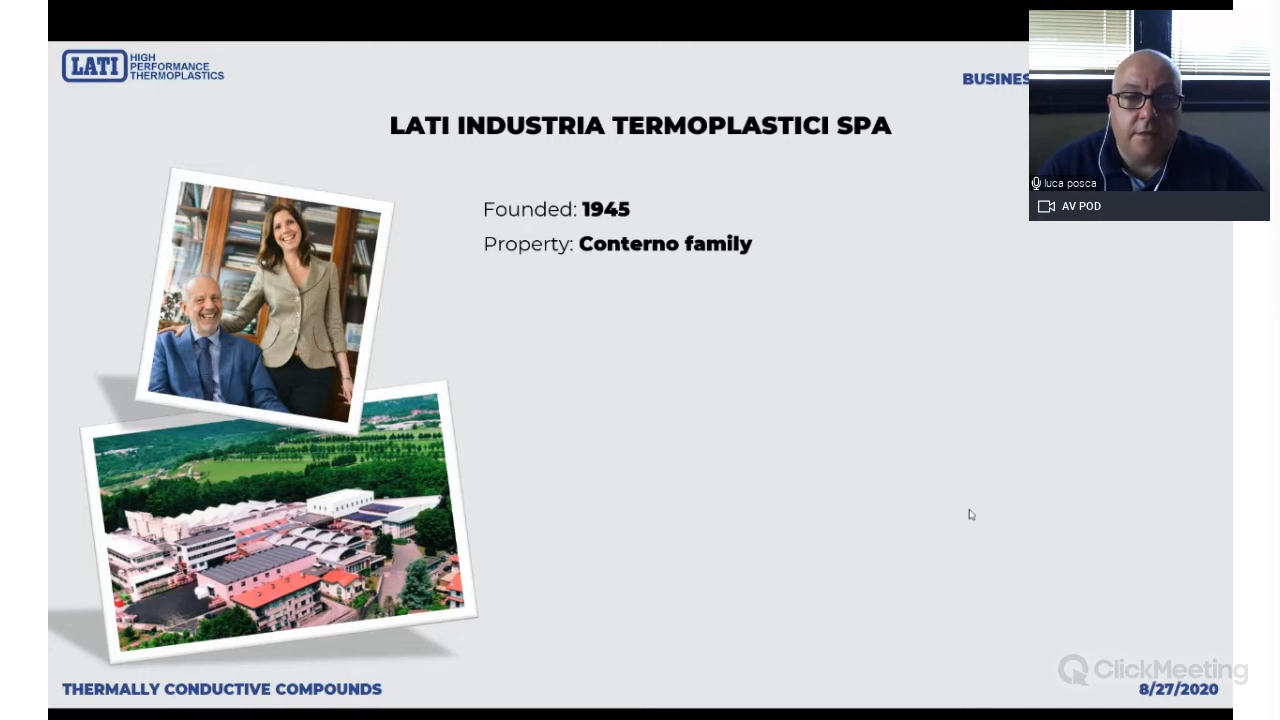 LATI
HIGH
PERFORMANCE
THERMOPLASTICS
LATI INDUSTRIA TERMOPLASTICI SPA
Founded: 1945
Property: Conterno family
luca posca
AV POD
ClickMeeting
THERMALLY CONDUCTIVE COMPOUNDS
8/27/2020